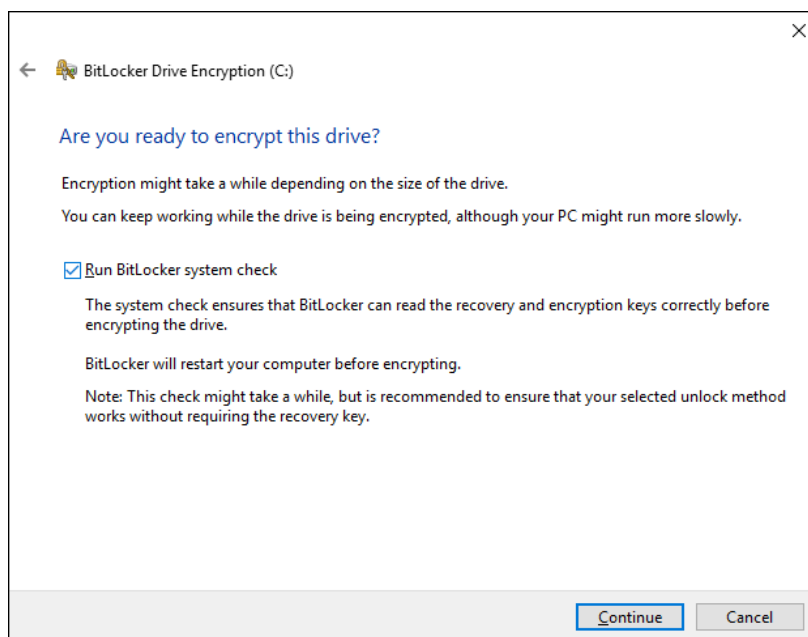 BitLocker Drive Encryption (C:)
Are you ready to encrypt this drive?
Encryption might take a while depending on the size of the drive.
You can keep working while the drive is being encrypted, although your PC might run more slowly.
Run BitLocker system check
The system check ensures that BitLocker can read the recovery and encryption keys correctly before
encrypting the drive.
BitLocker will restart your computer before encrypting.
Note: This check might take a while, but is recommended to ensure that your selected unlock method
works without requiring the recovery key.
Continue
Cancel